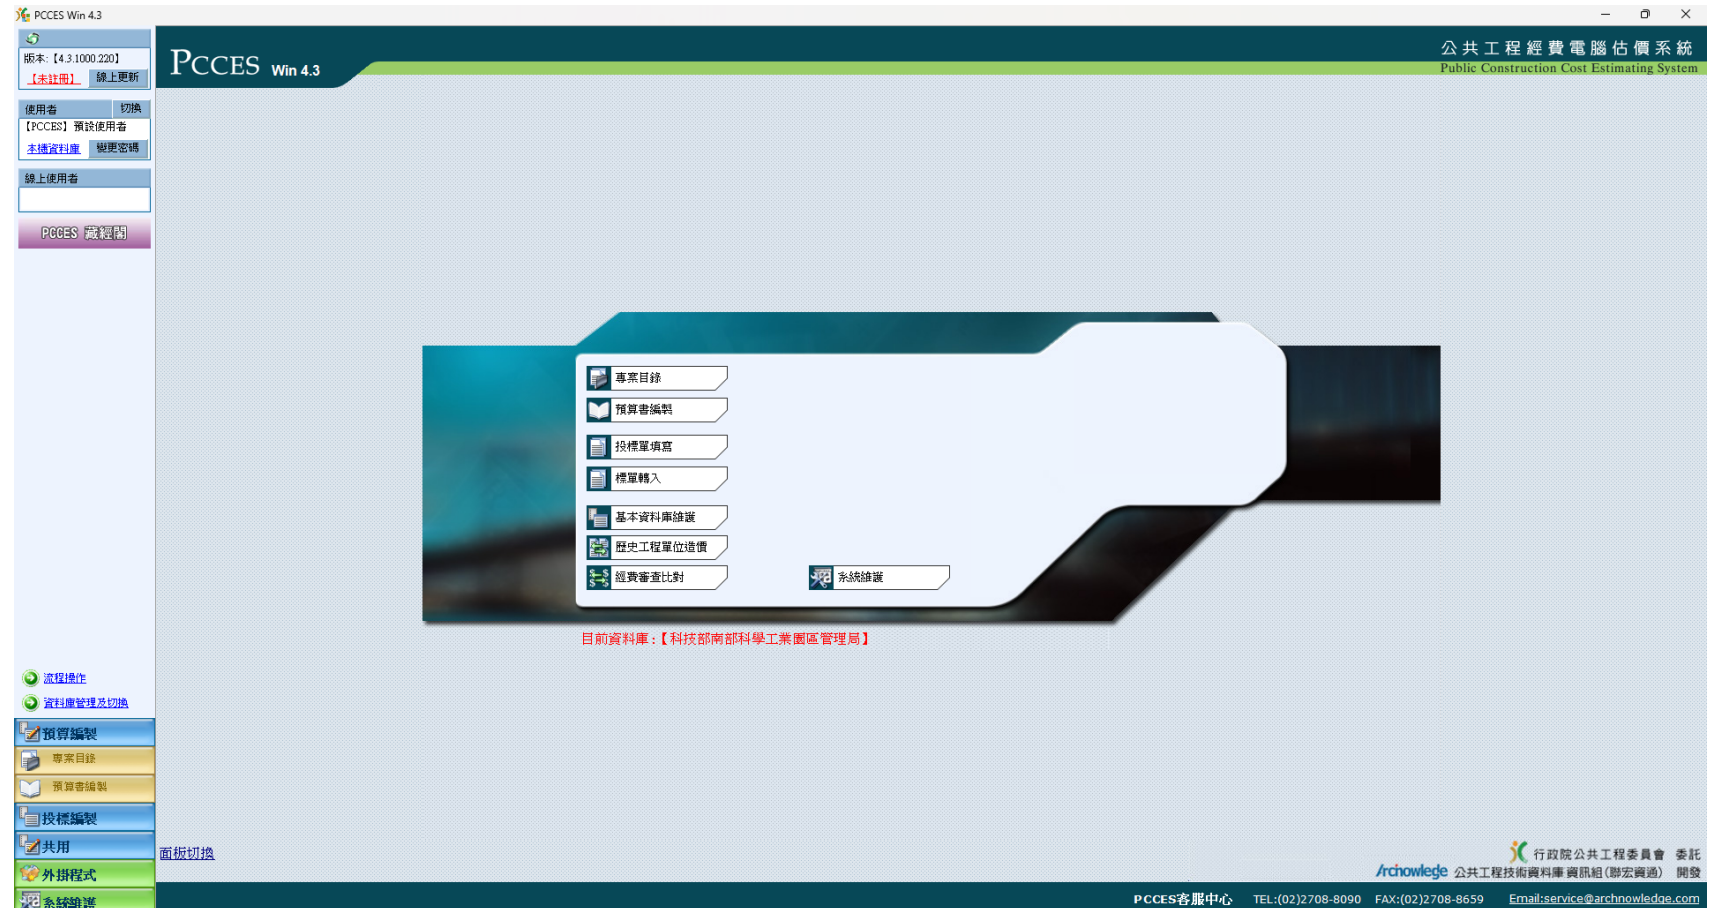 PCCES Win 4.3
版本:【4.3.1000.220】
【未註冊】 線上更新
使用者 切換
【PCCES】預設使用者
本機資料庫 變更密碼
線上使用者
PCCES 藏經閣
PCCES Win 4.3
公共工程經費電腦估價系統
Public Construction Cost Estimating System
專案目錄
預算書編製
投標單填寫
標單轉入
基本資料庫維護
歷史工程單位造價
經費審查比對
系統維護
目前資料庫:【科技部南部科學工業園區管理局】
流程操作
資料庫管理及切換
預算編製
專案目錄
預算書編製
投標編製
共用
外掛程式
系統維護
面板切換
行政院公共工程委員會 委託
Archowlege 公共工程技術資料庫 資訊組(聯宏資通) 開發
PCCES客服中心 TEL:(02)2708-8090 FAX:(02)2708-8659 Email:service@archnowledge.com